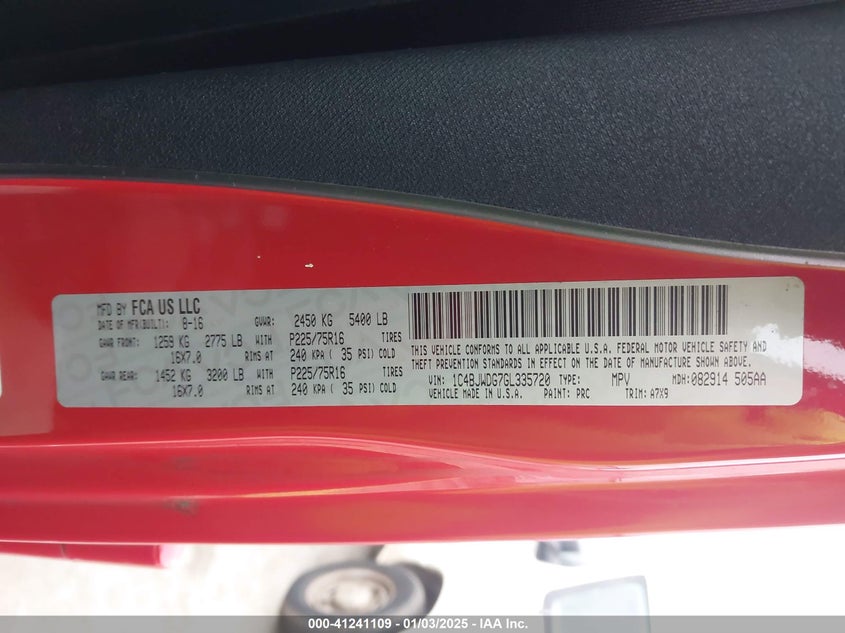 MFD BY FCA US LLC
DATE OF MFR(BUILT): 8-16 GVWR: 2450 KG 5400 LB
GAWR FRONT: 1259 KG 2775 LB WITH P225/75R16 TIRES
16X7.0 RIMS AT 240 KPA ( 35 PSI) COLD
GAWR REAR: 1452 KG 3200 LB WITH P225/75R16 TIRES
16X7.0 RIMS AT 240 KPA ( 35 PSI) COLD
THIS VEHICLE CONFORMS TO ALL APPLICABLE U.S.A. FEDERAL MOTOR VEHICLE SAFETY AND
THEFT PREVENTION STANDARDS IN EFFECT ON THE DATE OF MANUFACTURE SHOWN ABOVE.
VIN: 1C4BJWDG7GL335720 TYPE: MPV MDH: 082914 505AA
VEHICLE MADE IN U.S.A. PAINT: PRC TRIM: A7X9
000-41241109 - 01/03/2025 - IAA Inc.